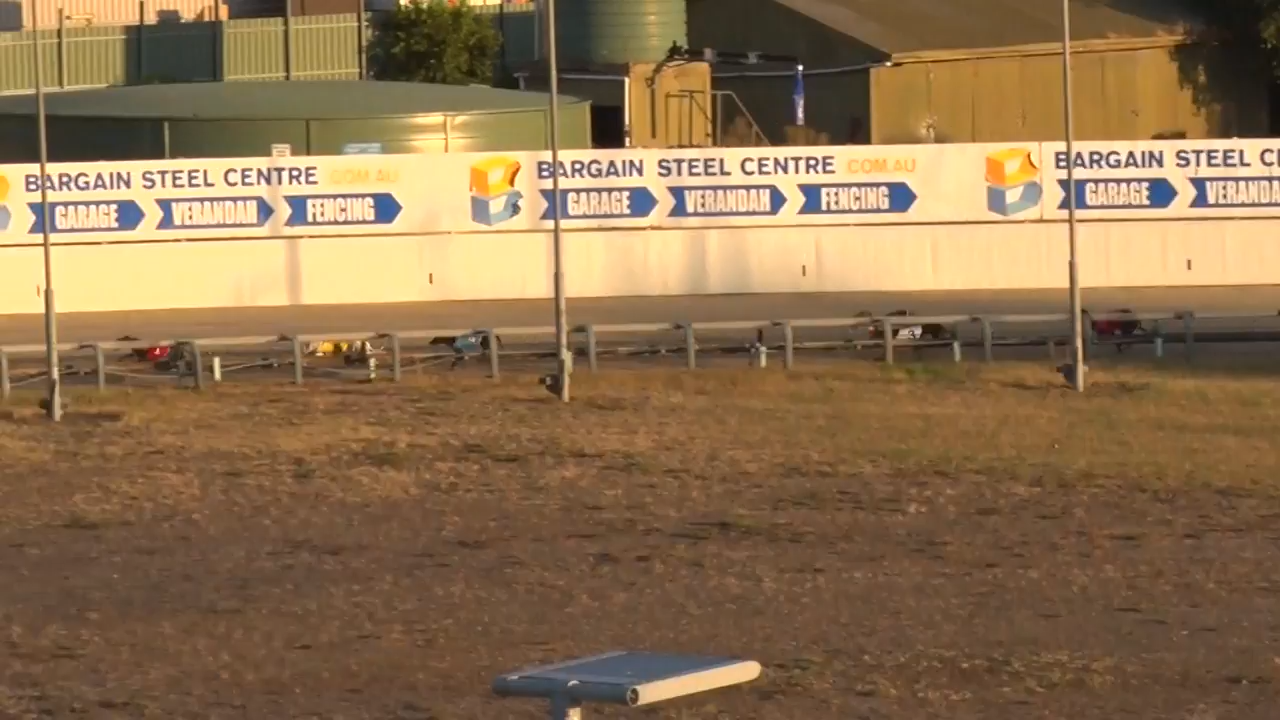 BARGAIN STEEL CENTRE .COM.AU
GARAGE VERANDAH FENCING
BARGAIN STEEL CENTRE .COM.AU
GARAGE VERANDAH FENCING
BARGAIN STEEL CE
GARAGE VERANDA